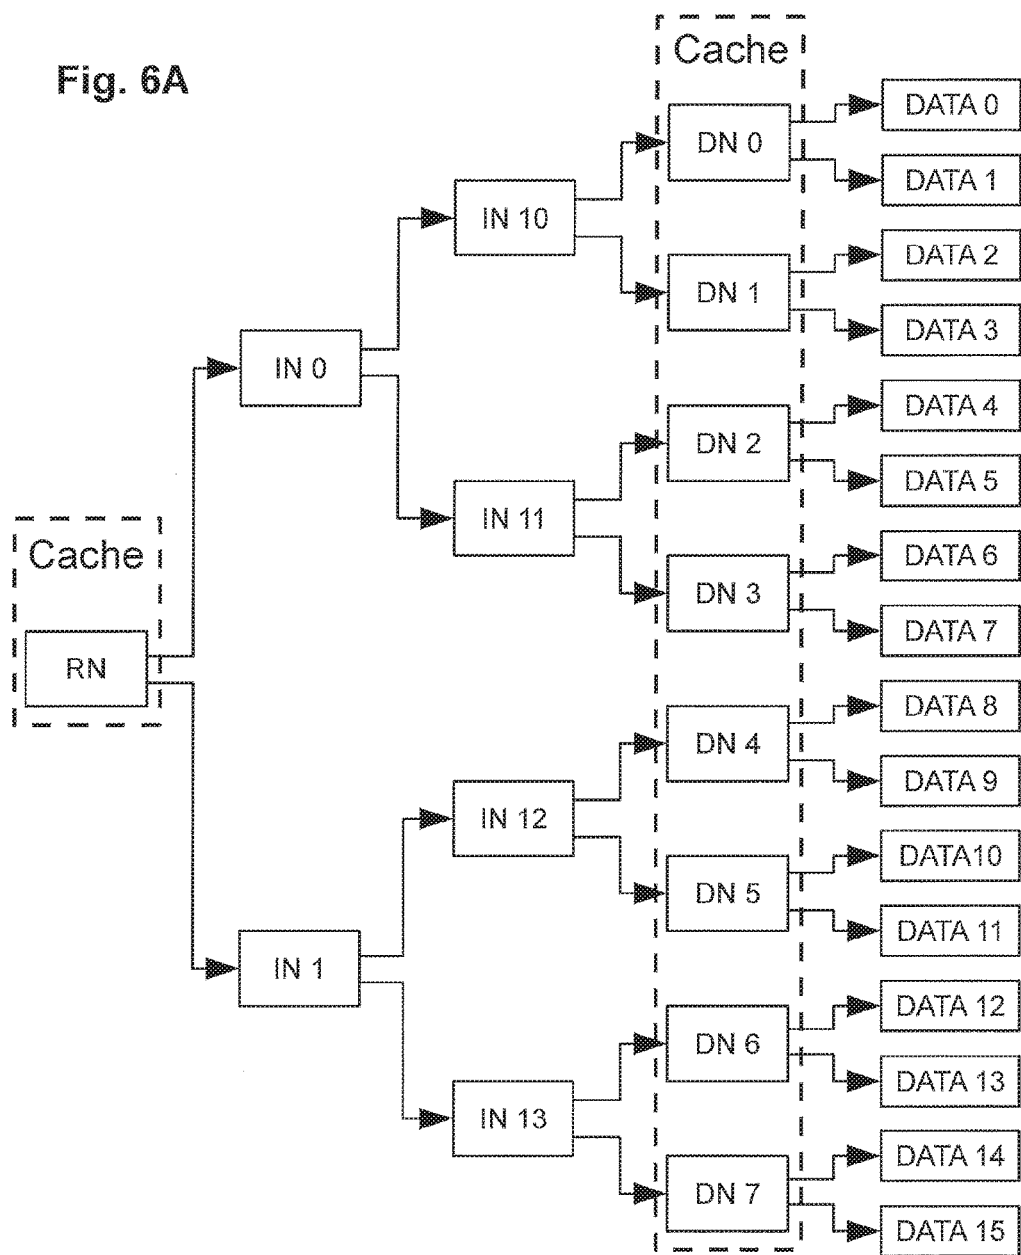 Fig. 6A
Cache
DATA 0
DN 0
DATA 1
IN 10
DATA 2
DN 1
DATA 3
IN 0
DATA 4
DN 2
DATA 5
IN 11
Cache
DATA 6
DN 3
DATA 7
RN
DATA 8
DN 4
DATA 9
IN 12
DATA10
DN 5
DATA 11
IN 1
DATA 12
DN 6
DATA 13
IN 13
DATA 14
DN 7
DATA 15